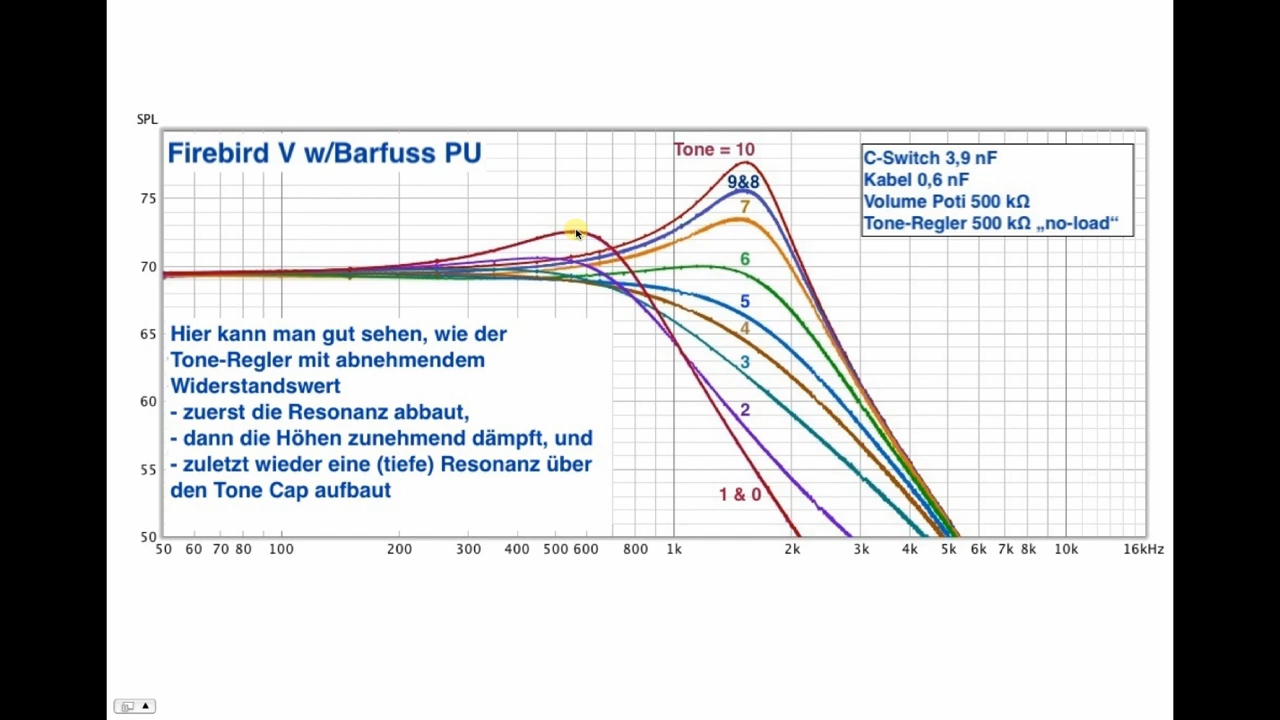 SPL
Firebird V w/Barfuss PU
Tone = 10
9&8
7
6
5
4
3
2
1 & 0
C-Switch 3,9 nF
Kabel 0,6 nF
Volume Poti 500 kΩ
Tone-Regler 500 kΩ „no-load“
Hier kann man gut sehen, wie der
Tone-Regler mit abnehmendem
Widerstandswert
- zuerst die Resonanz abbaut,
- dann die Höhen zunehmend dämpft, und
- zuletzt wieder eine (tiefe) Resonanz über
den Tone Cap aufbaut
75
70
65
60
55
50
50 60 70 80 100 200 300 400 500 600 800 1k 2k 3k 4k 5k 6k 7k 8k 10k 16kHz